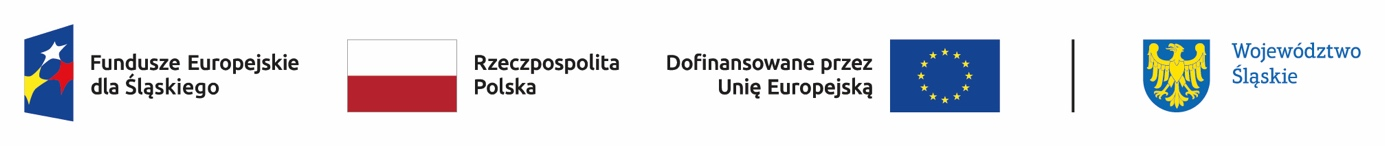 Fundusze Europejskie
dla Śląskiego
Rzeczpospolita
Polska
Dofinansowane przez
Unię Europejską
Województwo
Śląskie